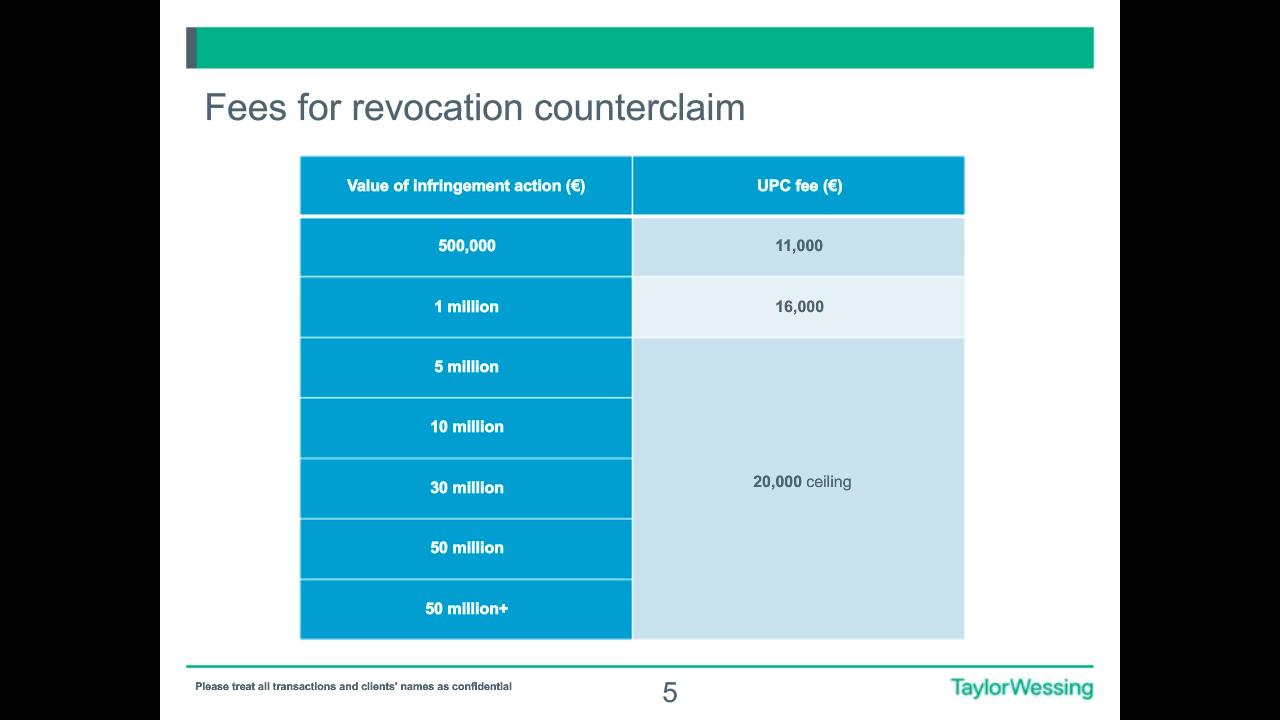 Fees for revocation counterclaim
Value of infringement action (€) UPC fee (€)
500,000 11,000
1 million 16,000
5 million
10 million
30 million
20,000 ceiling
50 million
50 million+
Please treat all transactions and clients' names as confidential
5
TaylorWessing